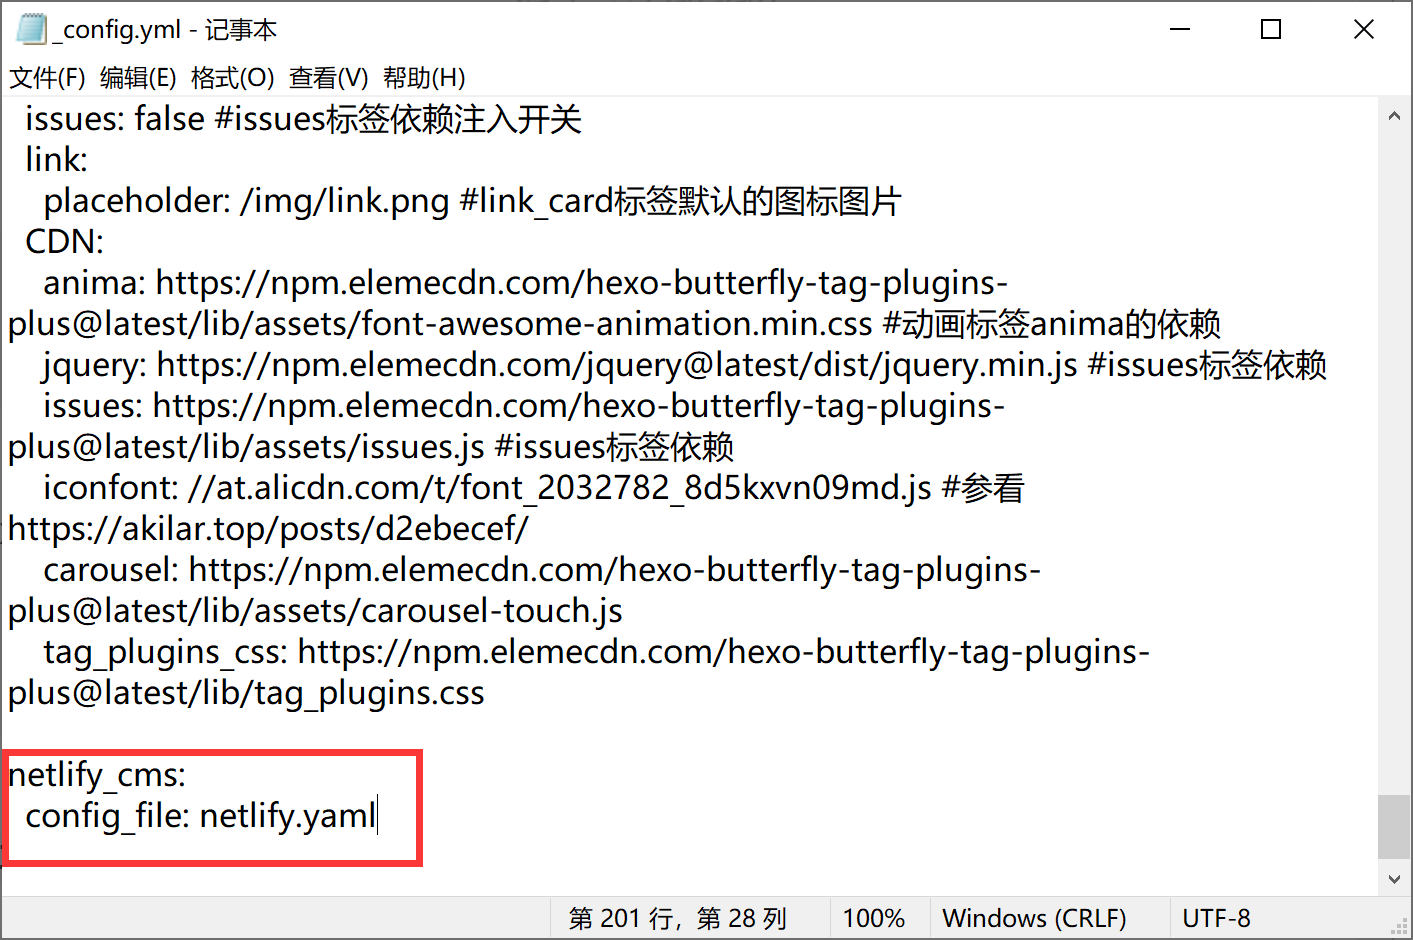 _config.yml - 记事本
文件(F) 编辑(E) 格式(O) 查看(V) 帮助(H)
issues: false #issues标签依赖注入开关
link:
placeholder: /img/link.png #link_card标签默认的图标图片
CDN:
anima: https://npm.elemecdn.com/hexo-butterfly-tag-plugins-
plus@latest/lib/assets/font-awesome-animation.min.css #动画标签anima的依赖
jquery: https://npm.elemecdn.com/jquery@latest/dist/jquery.min.js #issues标签依赖
issues: https://npm.elemecdn.com/hexo-butterfly-tag-plugins-
plus@latest/lib/assets/issues.js #issues标签依赖
iconfont: //at.alicdn.com/t/font_2032782_8d5kxvn09md.js #参看
https://akilar.top/posts/d2ebecef/
carousel: https://npm.elemecdn.com/hexo-butterfly-tag-plugins-
plus@latest/lib/assets/carousel-touch.js
tag_plugins_css: https://npm.elemecdn.com/hexo-butterfly-tag-plugins-
plus@latest/lib/tag_plugins.css
netlify_cms:
config_file: netlify.yaml
第 201 行，第 28 列 100% Windows (CRLF) UTF-8